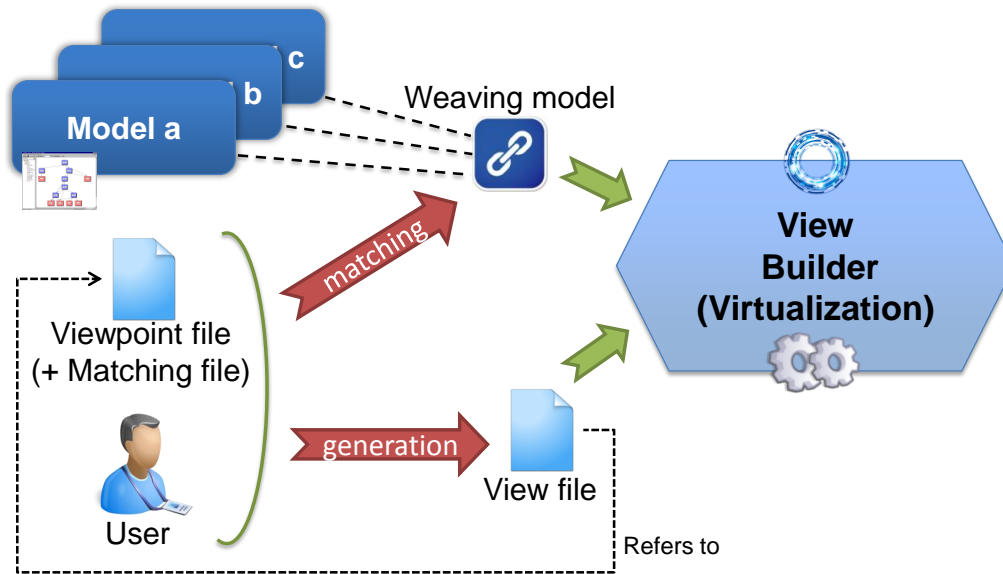 c
b
Model a
Weaving model
matching
View
Builder
(Virtualization)
Viewpoint file
(+ Matching file)
generation
View file
User
Refers to